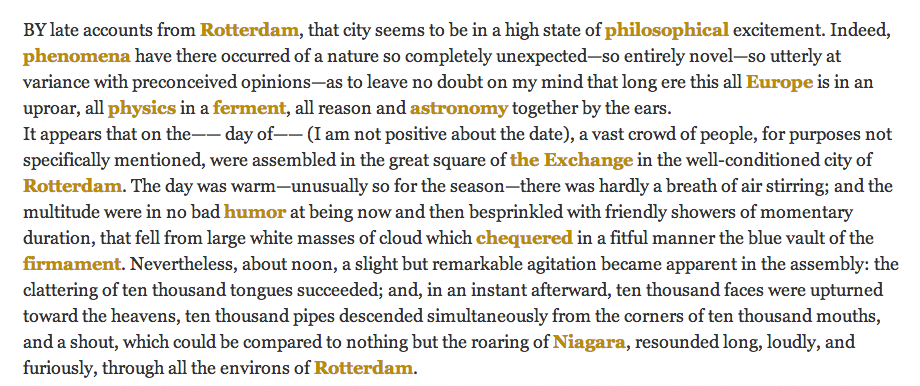 BY late accounts from Rotterdam, that city seems to be in a high state of philosophical excitement. Indeed,
phenomena have there occurred of a nature so completely unexpected—so entirely novel—so utterly at
variance with preconceived opinions—as to leave no doubt on my mind that long ere this all Europe is in an
uproar, all physics in a ferment, all reason and astronomy together by the ears.
It appears that on the—— day of—— (I am not positive about the date), a vast crowd of people, for purposes not
specifically mentioned, were assembled in the great square of the Exchange in the well-conditioned city of
Rotterdam. The day was warm—unusually so for the season—there was hardly a breath of air stirring; and the
multitude were in no bad humor at being now and then besprinkled with friendly showers of momentary
duration, that fell from large white masses of cloud which chequered in a fitful manner the blue vault of the
firmament. Nevertheless, about noon, a slight but remarkable agitation became apparent in the assembly: the
clattering of ten thousand tongues succeeded; and, in an instant afterward, ten thousand faces were upturned
toward the heavens, ten thousand pipes descended simultaneously from the corners of ten thousand mouths,
and a shout, which could be compared to nothing but the roaring of Niagara, resounded long, loudly, and
furiously, through all the environs of Rotterdam.